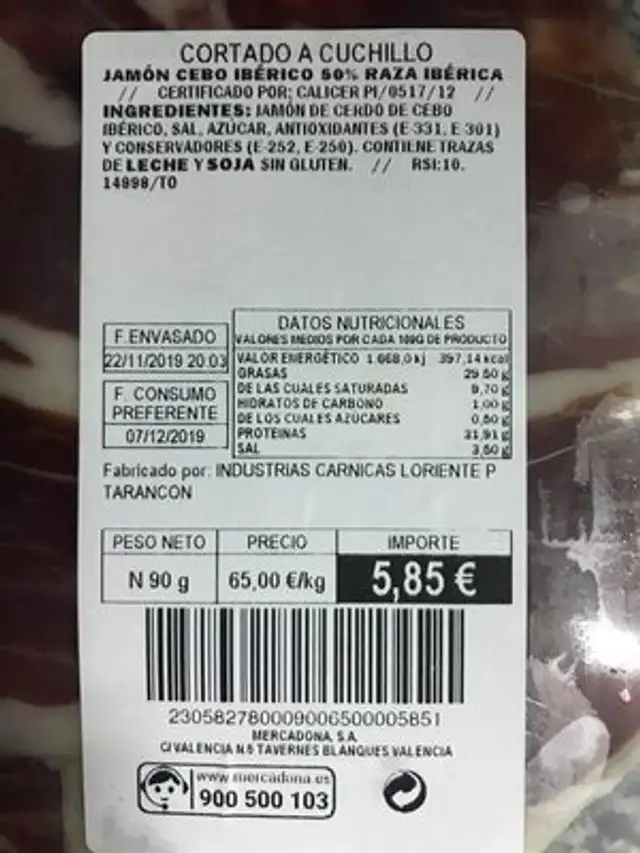 CORTADO A CUCHILLO
JAMÓN CEBO IBÉRICO 50% RAZA IBÉRICA
// CERTIFICADO POR: CALICER PI/0517/12 //
INGREDIENTES: JAMÓN DE CERDO DE CEBO
IBÉRICO, SAL, AZÚCAR, ANTIOXIDANTES (E-331, E 301)
Y CONSERVADORES (E-252, E-250). CONTIENE TRAZAS
DE LECHE Y SOJA SIN GLUTEN. // RSI:10.
14998/TO
F.ENVASADO
22/11/2019 20:03
F. CONSUMO
PREFERENTE
07/12/2019
DATOS NUTRICIONALES
VALORES MEDIOS POR CADA 100G DE PRODUCTO
VALOR ENERGÉTICO 1.668,0 kj 397,14 kcal
GRASAS 29,50 g
DE LAS CUALES SATURADAS 9,70 g
HIDRATOS DE CARBONO 1,00 g
DE LOS CUALES AZÚCARES 0,50 g
PROTEINAS 31,91 g
SAL 3,50 g
Fabricado por: INDUSTRIAS CARNICAS LORIENTE P
TARANCON
PESO NETO PRECIO IMPORTE
N 90 g 65,00 €/kg 5,85 €
230582780009006500005851
MERCADONA, S.A.
C/VALENCIA N.5 TAVERNES BLANQUES VALENCIA
www.mercadona.es
900 500 103